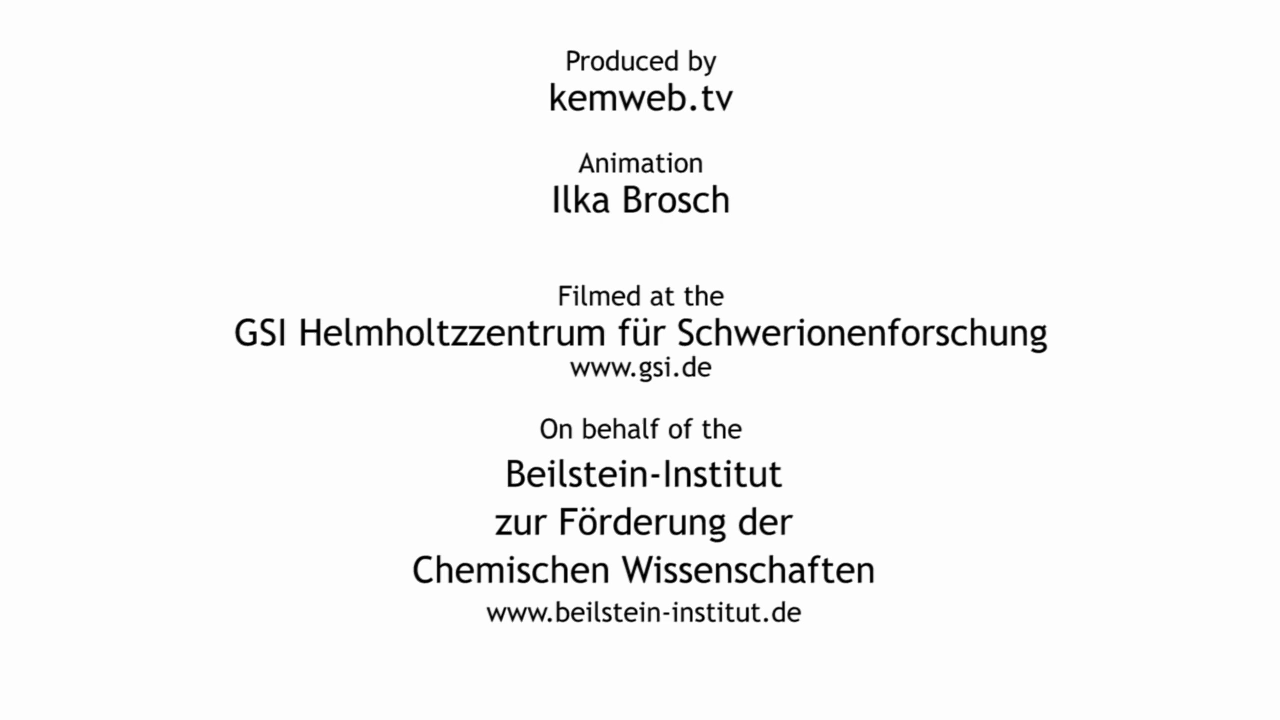 Produced by
kemweb.tv
Animation
Ilka Brosch
Filmed at the
GSI Helmholtzzentrum für Schwerionenforschung
www.gsi.de
On behalf of the
Beilstein-Institut
zur Förderung der
Chemischen Wissenschaften
www.beilstein-institut.de